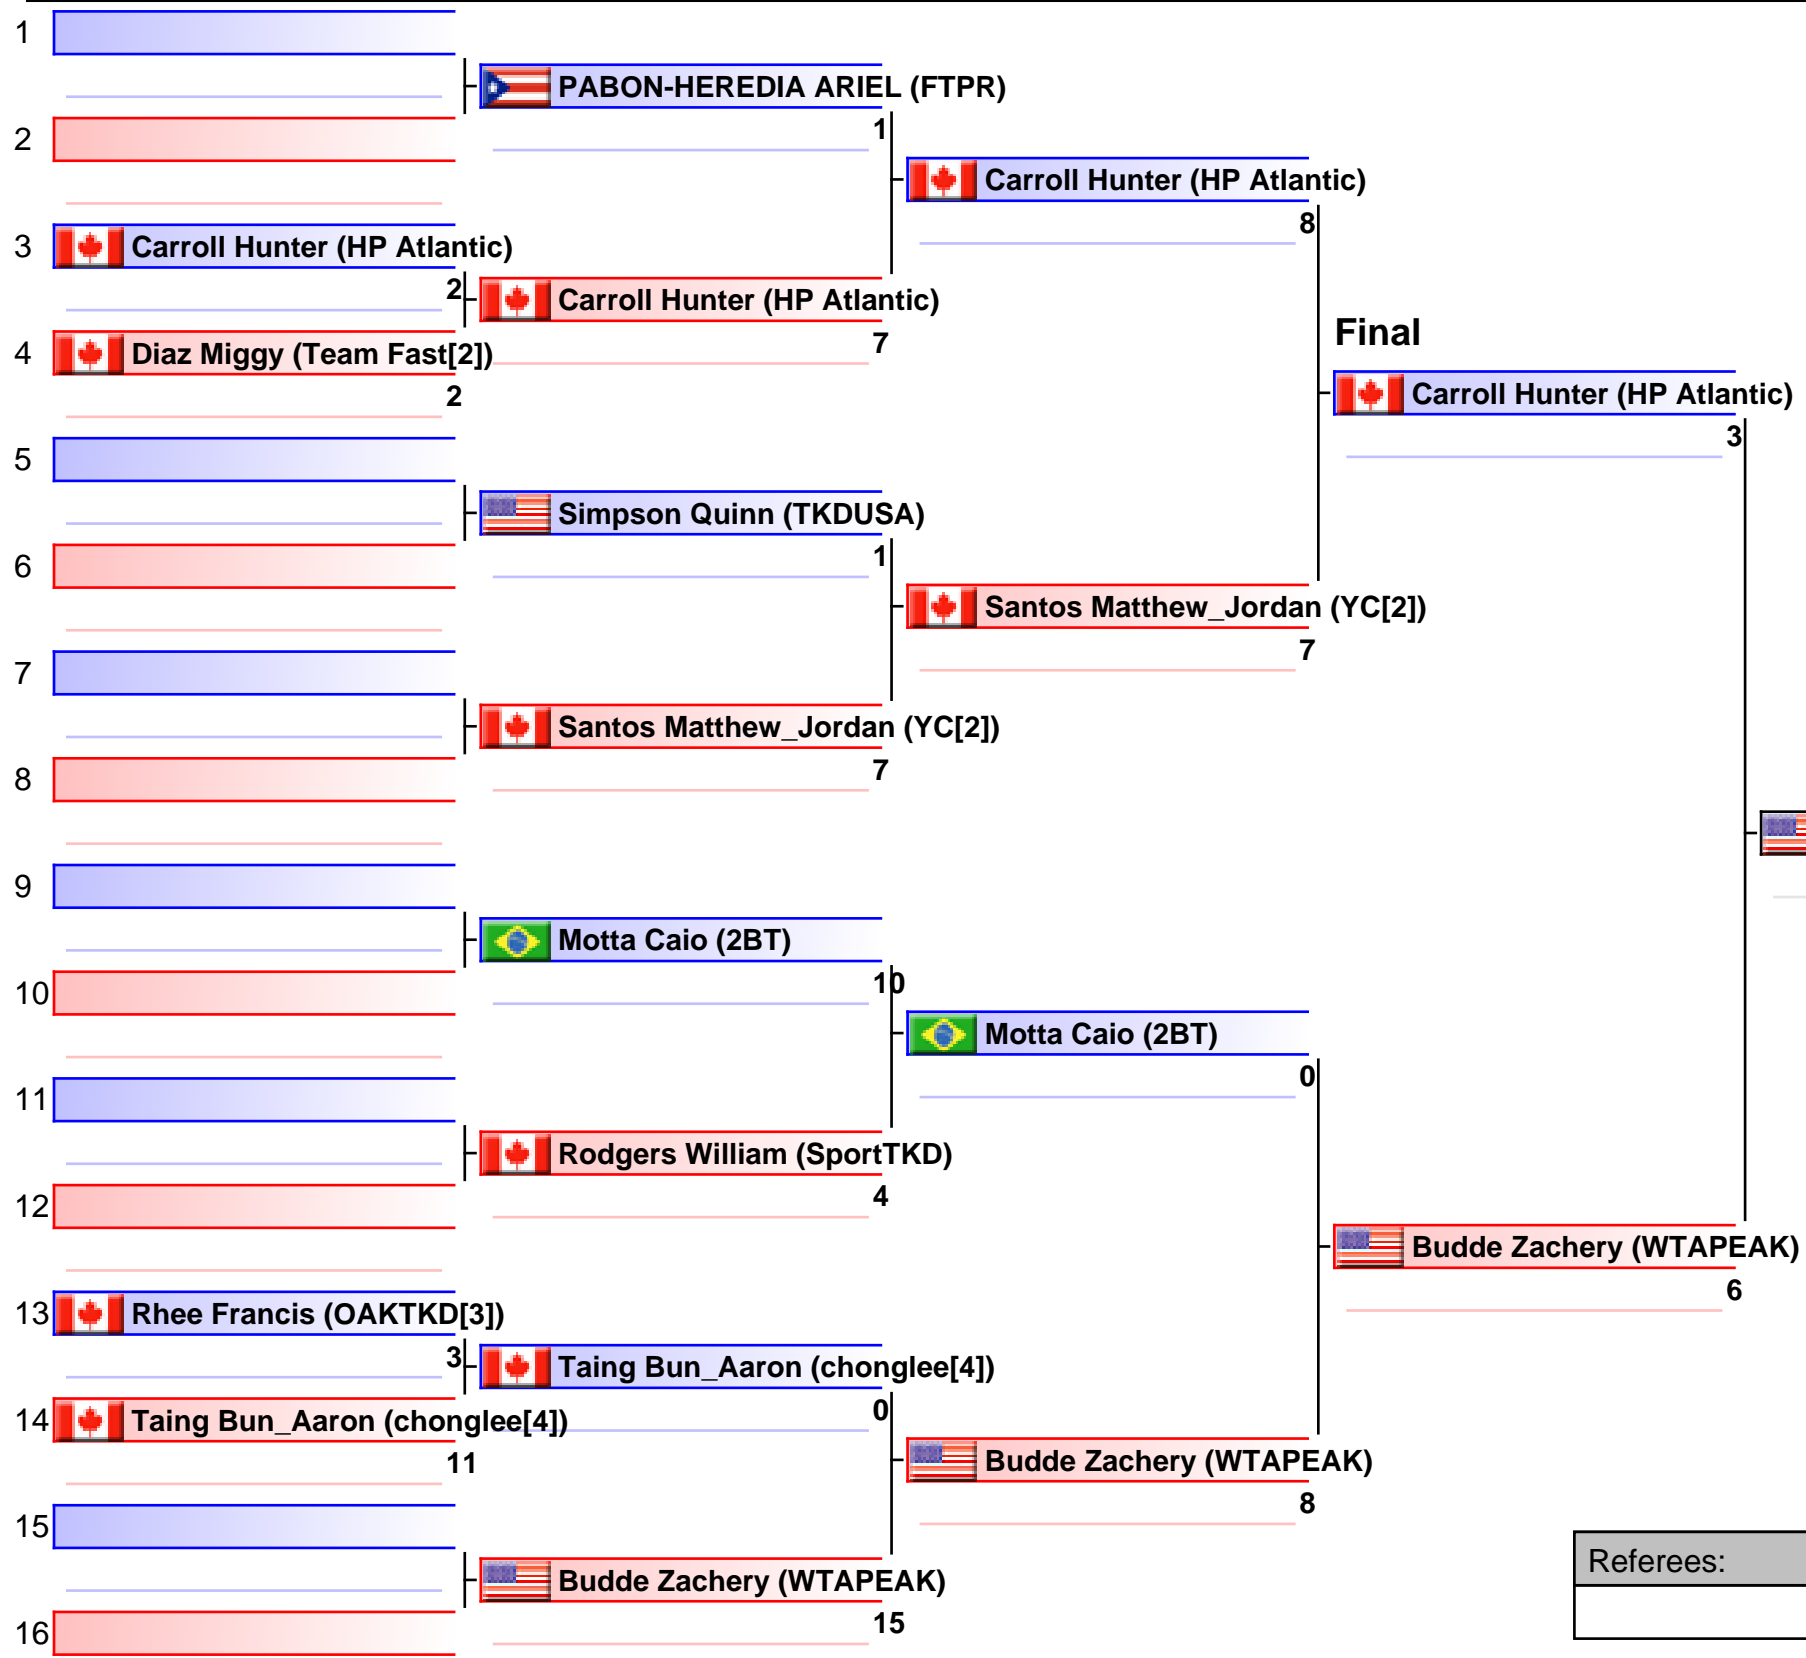 1
PABON-HEREDIA ARIEL (FTPR)
1
2
Carroll Hunter (HP Atlantic)
8
3
Carroll Hunter (HP Atlantic)
2
Carroll Hunter (HP Atlantic)
7
Final
4
Diaz Miggy (Team Fast[2])
2
Carroll Hunter (HP Atlantic)
3
5
Simpson Quinn (TKDUSA)
1
6
Santos Matthew_Jordan (YC[2])
7
7
Santos Matthew_Jordan (YC[2])
7
8
9
Motta Caio (2BT)
10
10
Motta Caio (2BT)
0
11
Rodgers William (SportTKD)
4
12
Budde Zachery (WTAPEAK)
6
13
Rhee Francis (OAKTKD[3])
3
Taing Bun_Aaron (chonglee[4])
0
14
Taing Bun_Aaron (chonglee[4])
11
Budde Zachery (WTAPEAK)
8
15
Budde Zachery (WTAPEAK)
15
16
Referees: